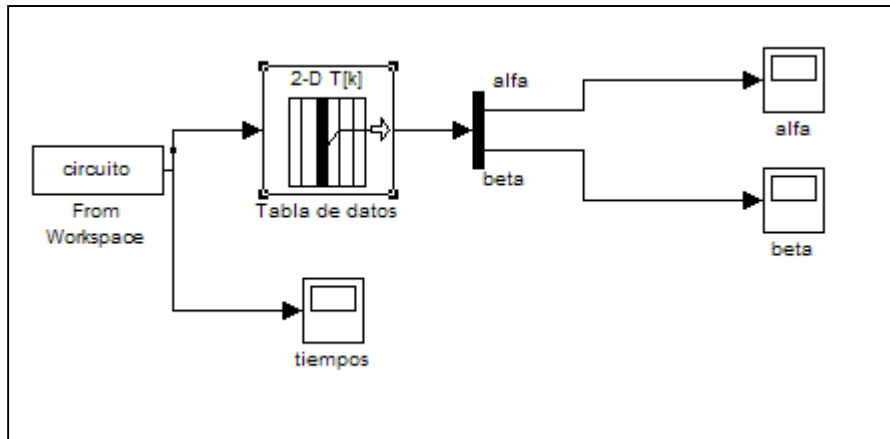 2-D T[k]
alfa
alfa
circuito
beta
From
Workspace
Tabla de datos
beta
tiempos